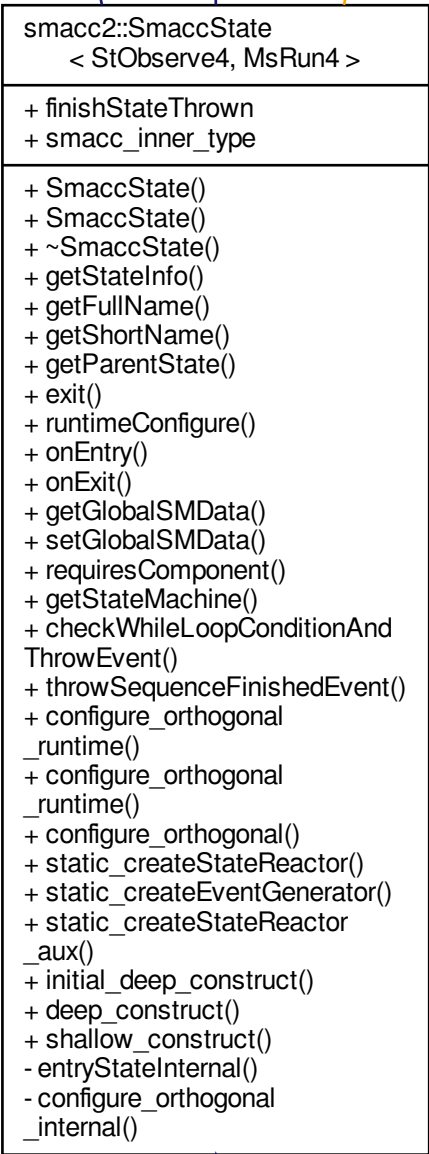 smacc2::SmaccState
< StObserve4, MsRun4 >
+ finishStateThrown
+ smacc_inner_type
+ SmaccState()
+ SmaccState()
+ ~SmaccState()
+ getStateInfo()
+ getFullName()
+ getShortName()
+ getParentState()
+ exit()
+ runtimeConfigure()
+ onEntry()
+ onExit()
+ getGlobalSMData()
+ setGlobalSMData()
+ requiresComponent()
+ getStateMachine()
+ checkWhileLoopConditionAnd
ThrowEvent()
+ throwSequenceFinishedEvent()
+ configure_orthogonal
_runtime()
+ configure_orthogonal
_runtime()
+ configure_orthogonal()
+ static_createStateReactor()
+ static_createEventGenerator()
+ static_createStateReactor
_aux()
+ initial_deep_construct()
+ deep_construct()
+ shallow_construct()
- entryStateInternal()
- configure_orthogonal
_internal()